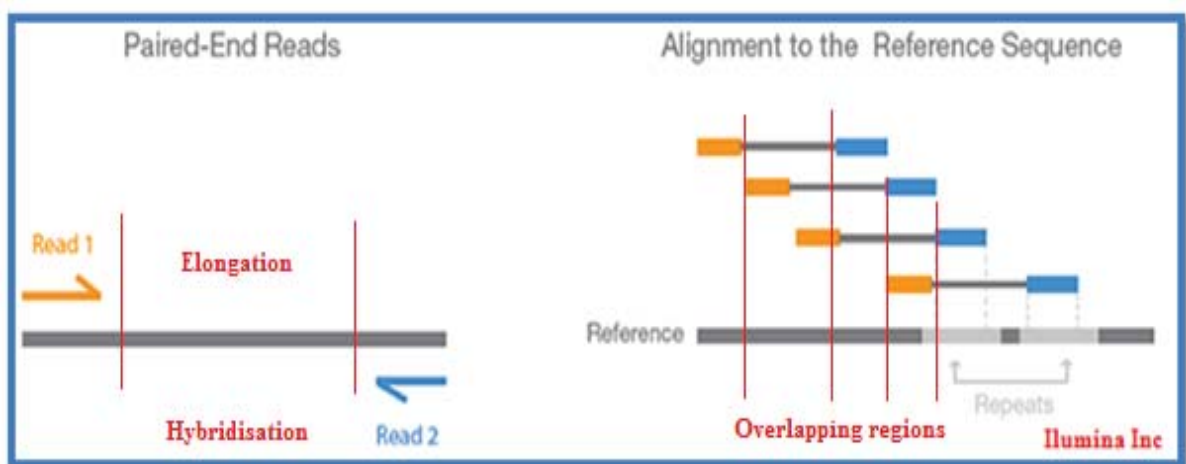 Paired-End Reads
Read 1
Elongation
Hybridisation
Read 2
Alignment to the Reference Sequence
Reference
Repeats
Overlapping regions
Ilumina Inc